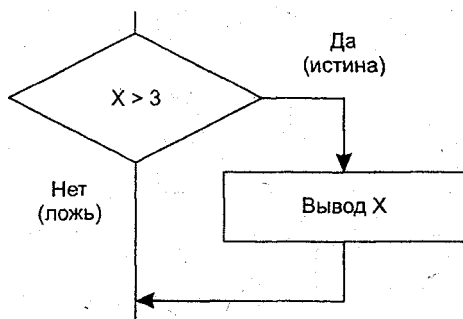 Да
(истина)
X > 3
Нет
(ложь)
Вывод X